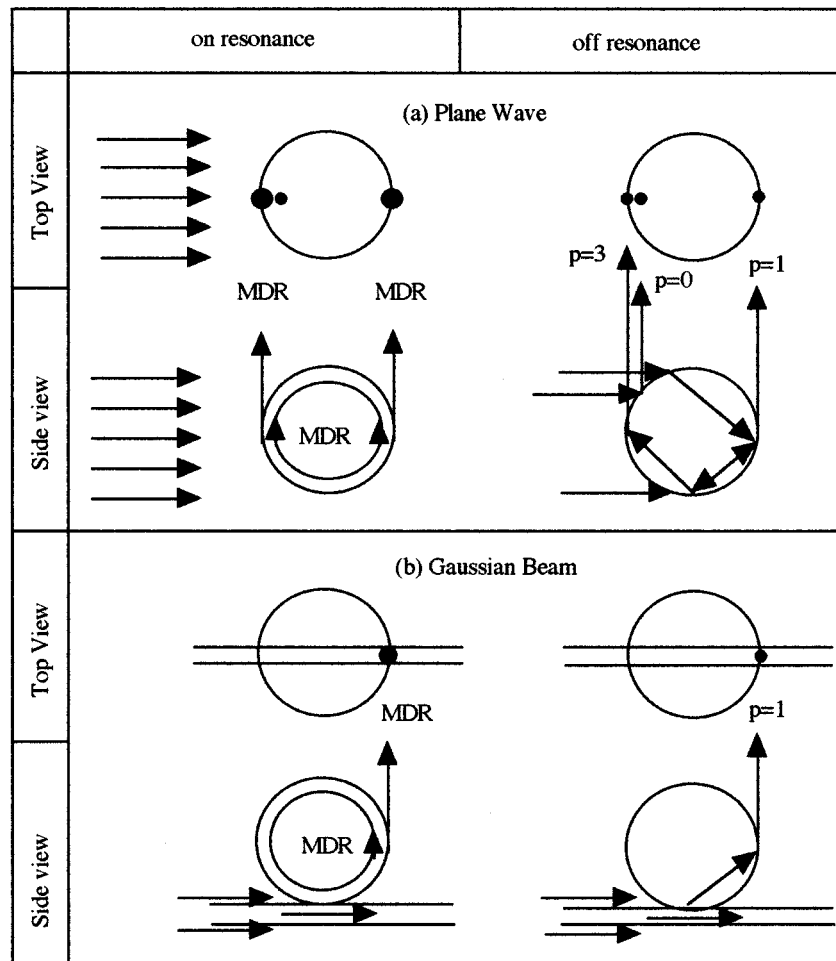 on resonance
off resonance
(a) Plane Wave
Top View
p=3
p=0
p=1
MDR
MDR
Side view
MDR
(b) Gaussian Beam
Top View
MDR
p=1
Side view
MDR